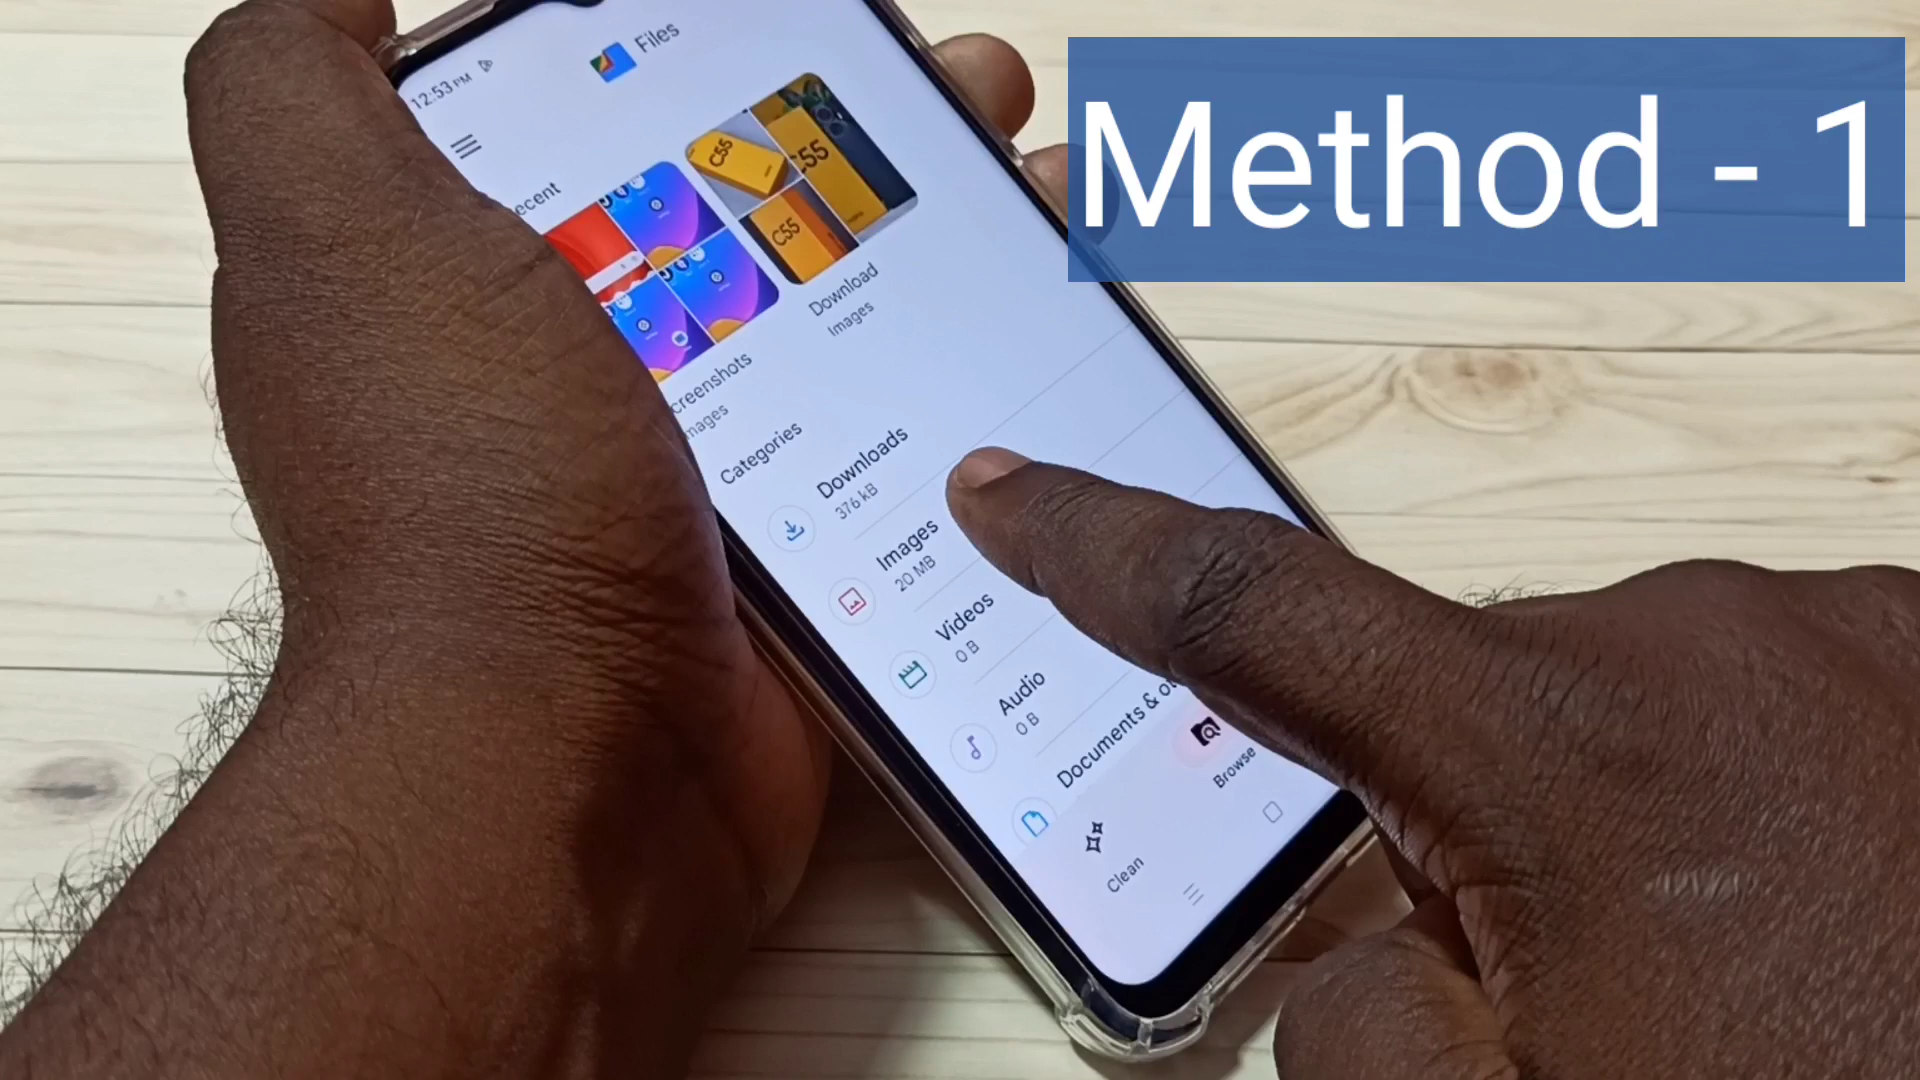 Method - 1
12:53 PM
Files
ecent
C55
C55
C55
creenshots
mages
Download
Images
Categories
Downloads
376 kB
Images
20 MB
Videos
0 B
Audio
0 B
Documents & ot
Clean
Browse